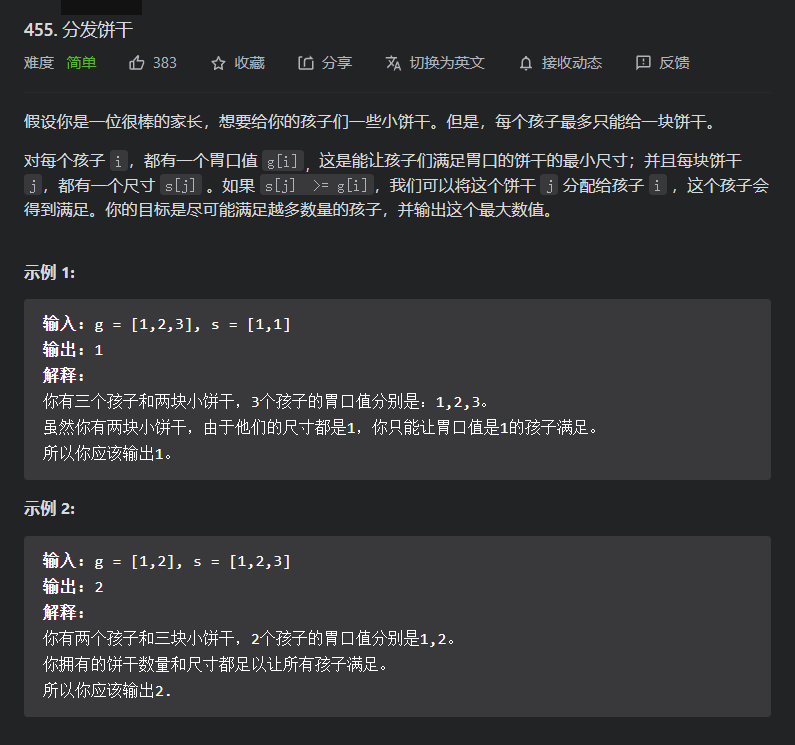 455. 分发饼干
难度 简单 383 收藏 分享 切换为英文 接收动态 反馈
假设你是一位很棒的家长，想要给你的孩子们一些小饼干。但是，每个孩子最多只能给一块饼干。
对每个孩子 i，都有一个胃口值 g[i]，这是能让孩子们满足胃口的饼干的最小尺寸；并且每块饼干
j，都有一个尺寸 s[j] 。如果 s[j] >= g[i]，我们可以将这个饼干 j 分配给孩子 i ，这个孩子会
得到满足。你的目标是尽可能满足越多数量的孩子，并输出这个最大数值。
示例 1:
输入: g = [1,2,3], s = [1,1]
输出: 1
解释:
你有三个孩子和两块小饼干，3个孩子的胃口值分别是：1,2,3。
虽然你有两块小饼干，由于他们的尺寸都是1，你只能让胃口值是1的孩子满足。
所以你应该输出1。
示例 2:
输入: g = [1,2], s = [1,2,3]
输出: 2
解释:
你有两个孩子和三块小饼干，2个孩子的胃口值分别是1,2。
你拥有的饼干数量和尺寸都足以让所有孩子满足。
所以你应该输出2.